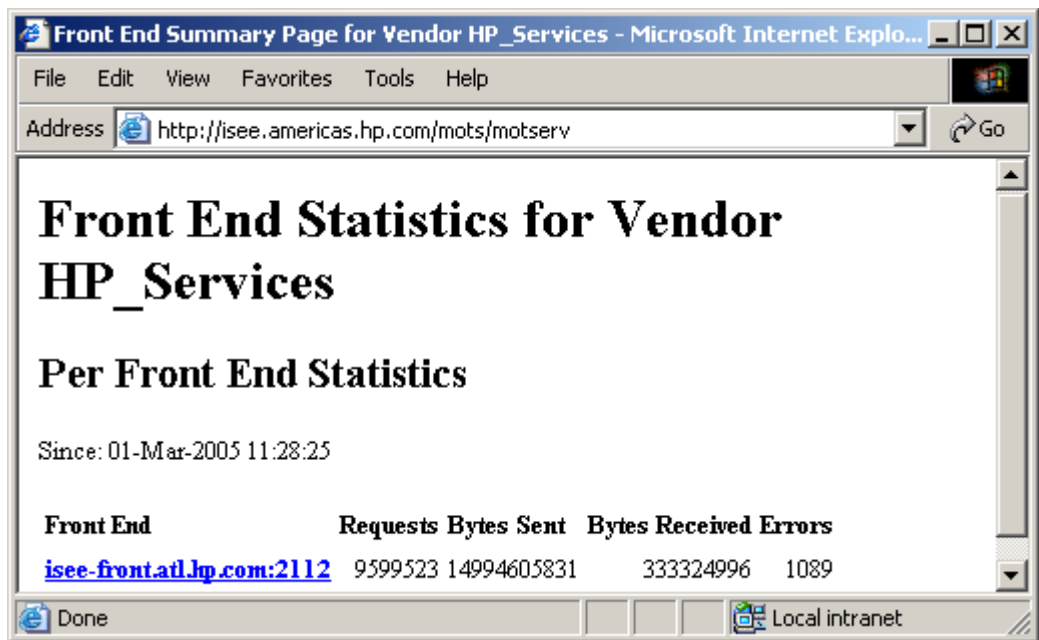 Front End Summary Page for Vendor HP_Services - Microsoft Internet Explo...
File Edit View Favorites Tools Help
Address http://isee.americas.hp.com/mots/motserv Go
Front End Statistics for Vendor
HP_Services
Per Front End Statistics
Since: 01-Mar-2005 11:28:25
Front End Requests Bytes Sent Bytes Received Errors
isee-front.atl.hp.com:2112 9599523 14994605831 333324996 1089
Done Local intranet